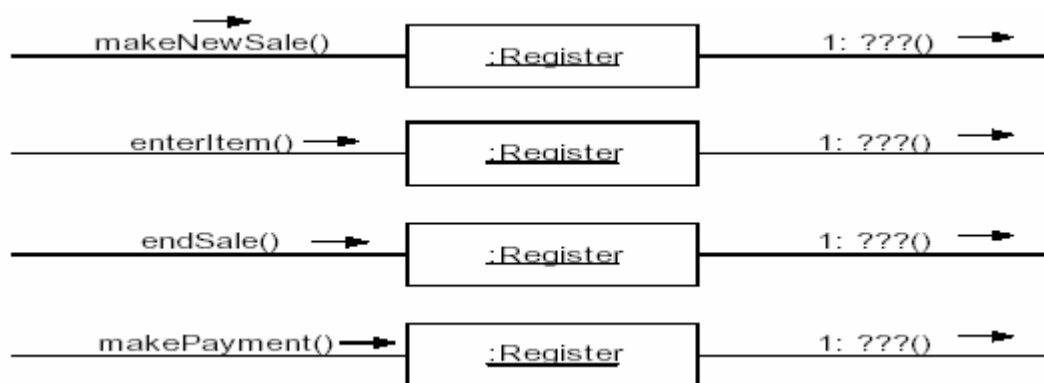 makeNewSale() :Register 1: ???()
enterItem() :Register 1: ???()
endSale() :Register 1: ???()
makePayment() :Register 1: ???()